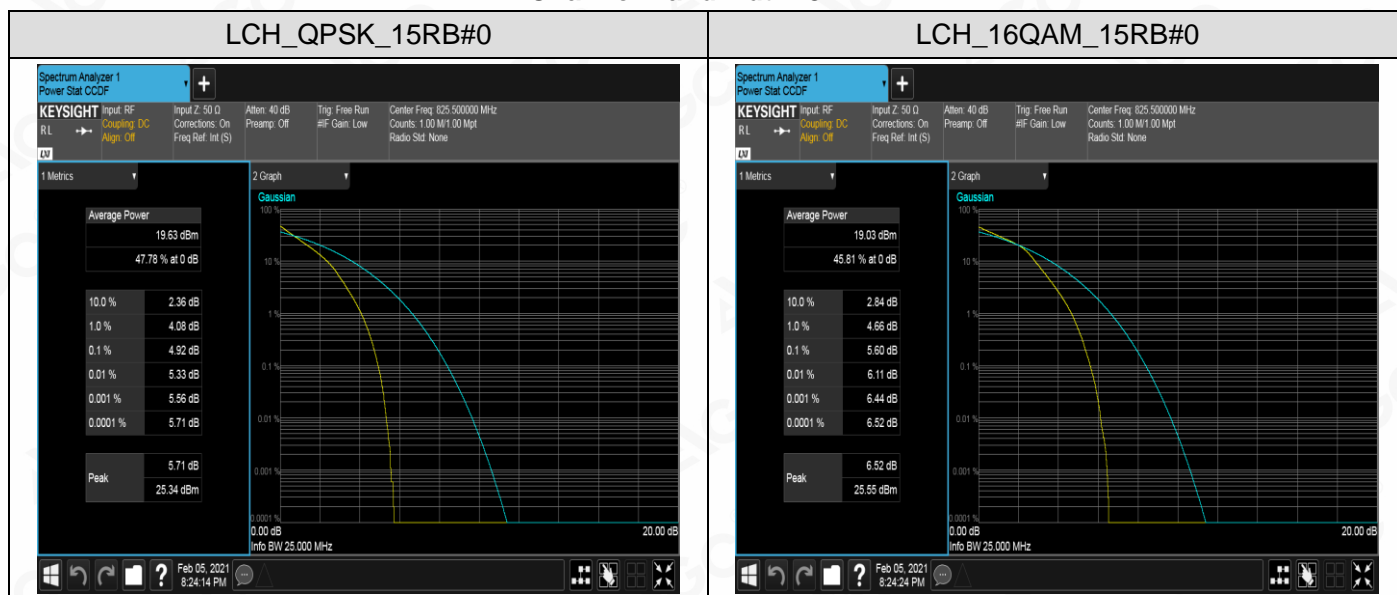 LCH_QPSK_15RB#0
Spectrum Analyzer 1
Power Stat CCDF
+
KEYSIGHT
RL
LXI
Input: RF
Coupling: DC
Align: Off
Input Z: 50 Ω
Corrections: On
Freq Ref: Int (S)
Atten: 40 dB
Preamp: Off
Trig: Free Run
#IF Gain: Low
Center Freq: 825.500000 MHz
Counts: 1.00 M/1.00 Mpt
Radio Std: None
1 Metrics
Average Power
19.63 dBm
47.78 % at 0 dB
10.0 % 2.36 dB
1.0 % 4.08 dB
0.1 % 4.92 dB
0.01 % 5.33 dB
0.001 % 5.56 dB
0.0001 % 5.71 dB
Peak
5.71 dB
25.34 dBm
2 Graph
Gaussian
100 %
10 %
1 %
0.1 %
0.01 %
0.001 %
0.0001 %
0.00 dB 20.00 dB
Info BW 25.000 MHz
?
Feb 05, 2021
8:24:14 PM
LCH_16QAM_15RB#0
Spectrum Analyzer 1
Power Stat CCDF
+
KEYSIGHT
RL
LXI
Input: RF
Coupling: DC
Align: Off
Input Z: 50 Ω
Corrections: On
Freq Ref: Int (S)
Atten: 40 dB
Preamp: Off
Trig: Free Run
#IF Gain: Low
Center Freq: 825.500000 MHz
Counts: 1.00 M/1.00 Mpt
Radio Std: None
1 Metrics
Average Power
19.03 dBm
45.81 % at 0 dB
10.0 % 2.84 dB
1.0 % 4.66 dB
0.1 % 5.60 dB
0.01 % 6.11 dB
0.001 % 6.44 dB
0.0001 % 6.52 dB
Peak
6.52 dB
25.55 dBm
2 Graph
Gaussian
100 %
10 %
1 %
0.1 %
0.01 %
0.001 %
0.0001 %
0.00 dB 20.00 dB
Info BW 25.000 MHz
?
Feb 05, 2021
8:24:24 PM